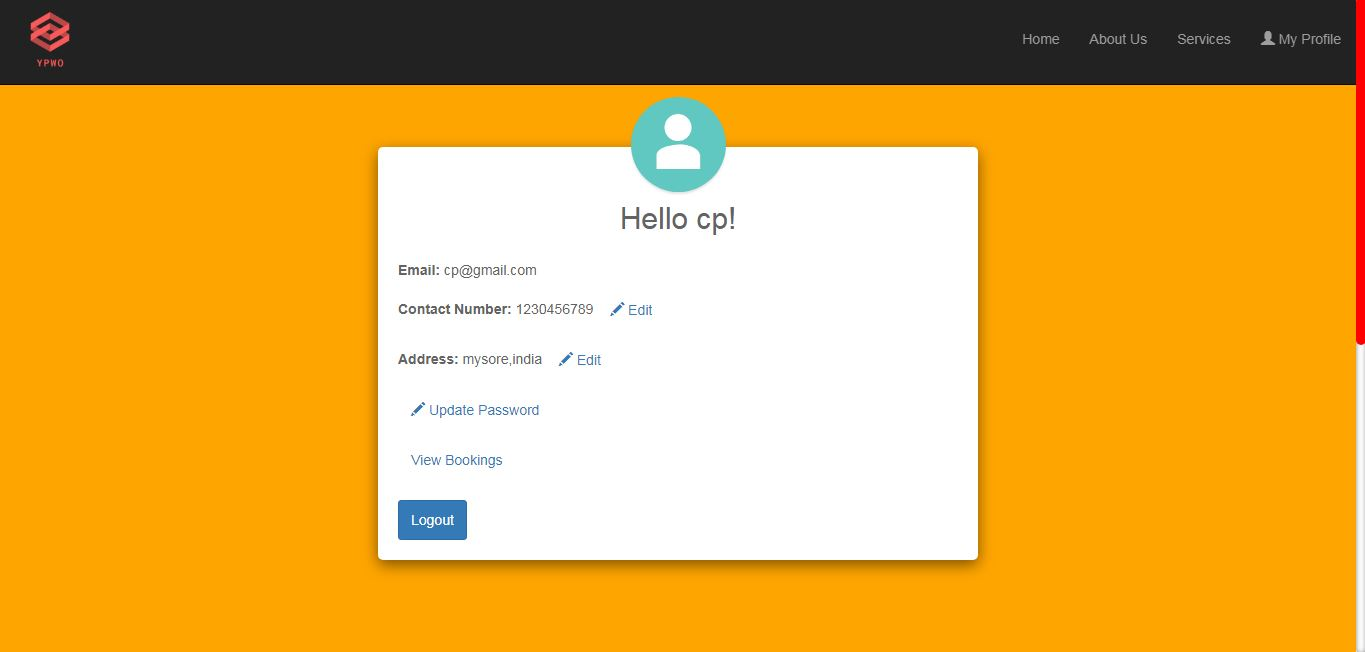 YPWO
Home About Us Services My Profile
Hello cp!
Email: cp@gmail.com
Contact Number: 1230456789 Edit
Address: mysore,india Edit
Update Password
View Bookings
Logout